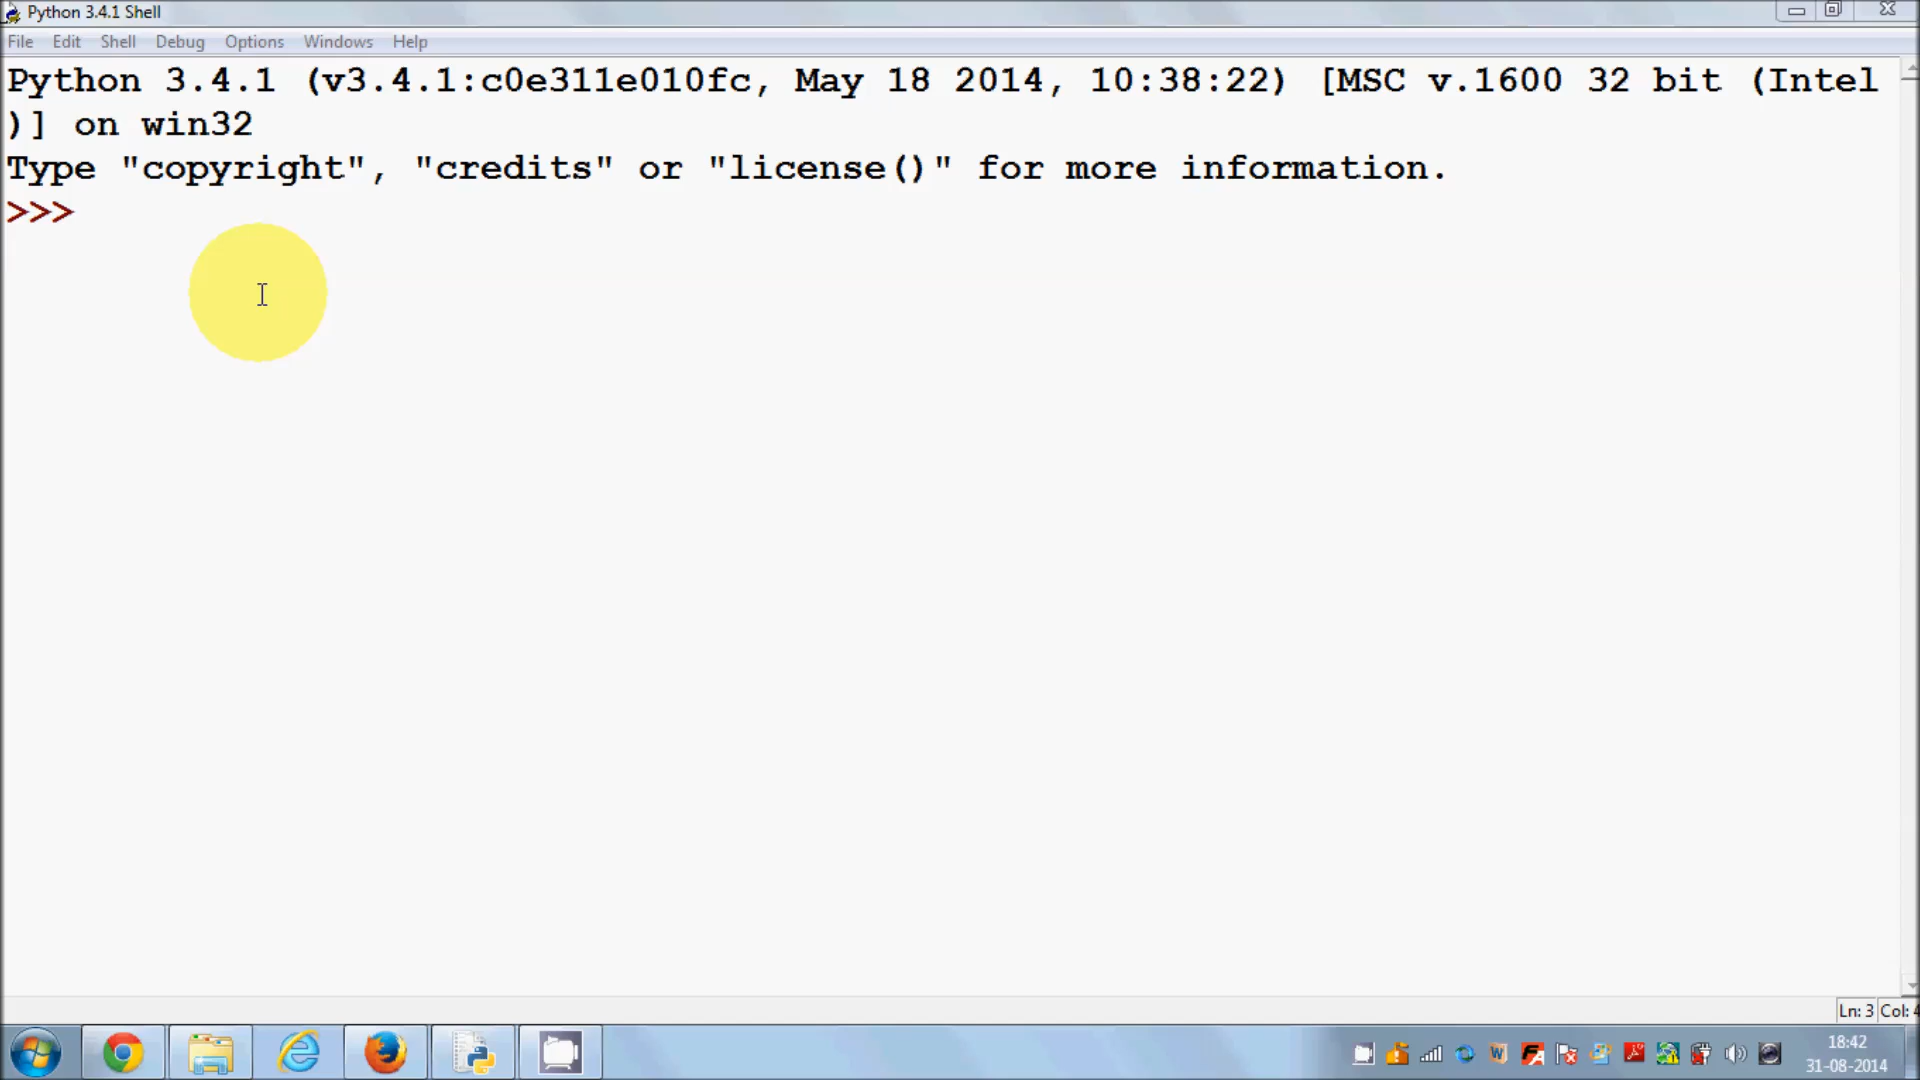 Python 3.4.1 Shell
File Edit Shell Debug Options Windows Help
Python 3.4.1 (v3.4.1:c0e311e010fc, May 18 2014, 10:38:22) [MSC v.1600 32 bit (Intel
)] on win32
Type "copyright", "credits" or "license()" for more information.
>>>
Ln: 3 Col: 4
18:42
31-08-2014